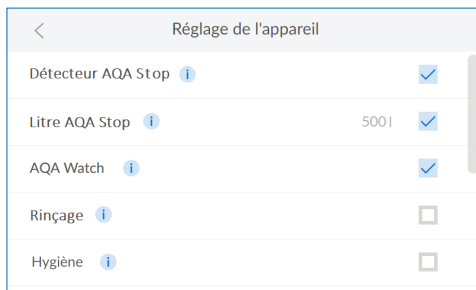 Réglage de l'appareil
Détecteur AQA Stop i
Litre AQA Stop i 500 l
AQA Watch i
Rinçage i
Hygiène i